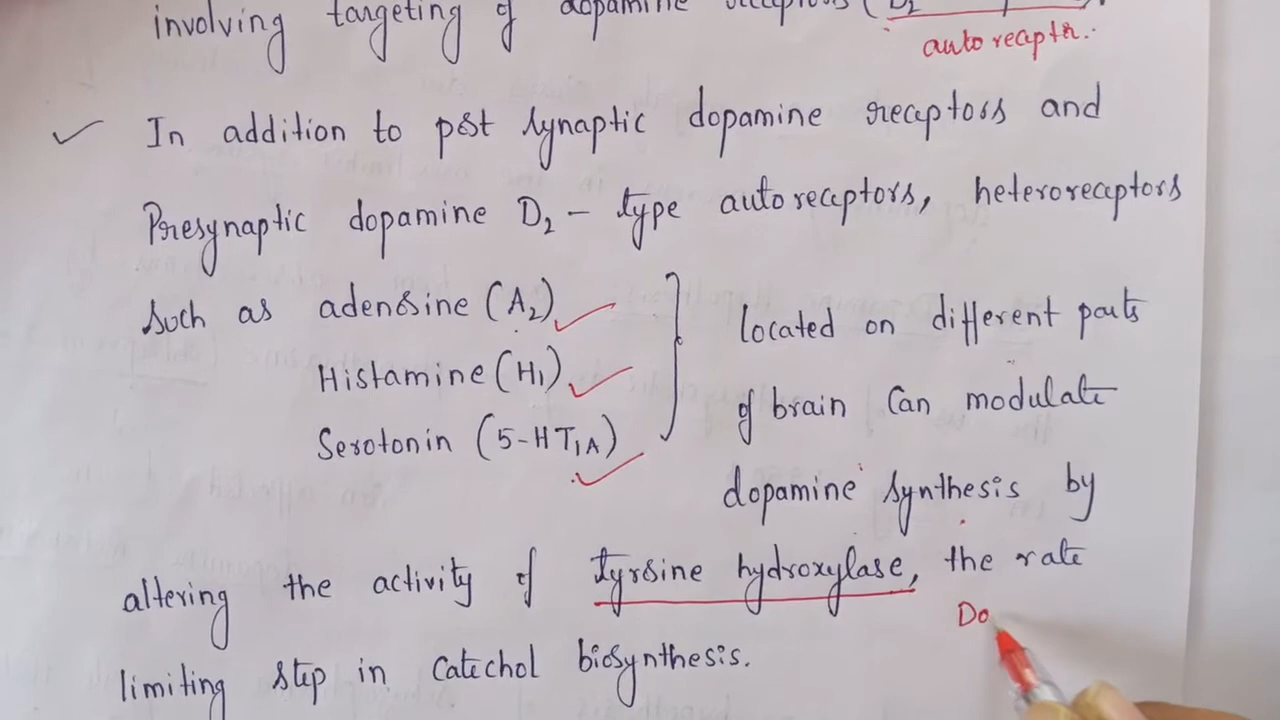 involving targeting of dopamine receptors (D2
auto receptr..
In addition to post synaptic dopamine receptors and
Presynaptic dopamine D2 - type autoreceptors, heteroreceptors
such as adenosine (A2)
Histamine (H1)
Serotonin (5-HT1A)
located on different parts
of brain can modulate
dopamine synthesis by
altering the activity of tyrosine hydroxylase, the rate
Do
limiting step in catechol biosynthesis.